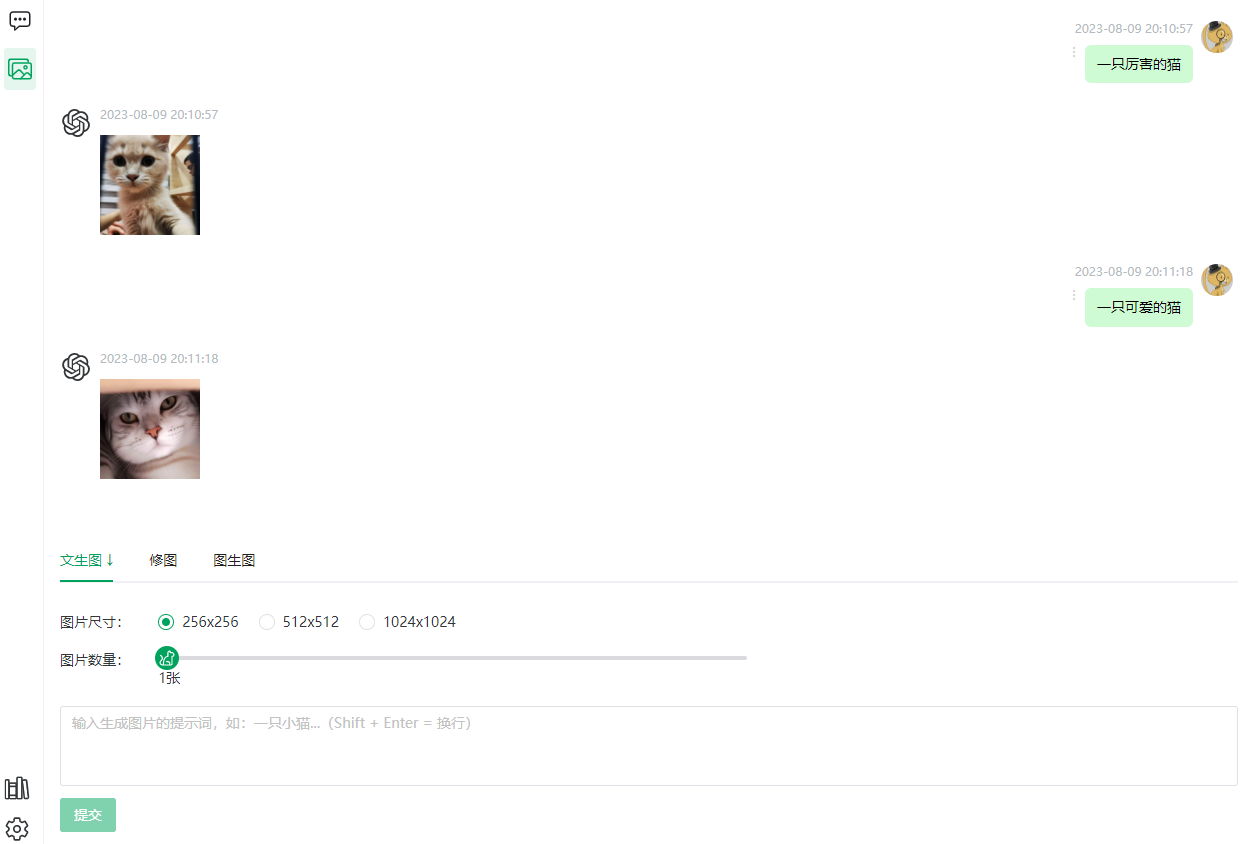 2023-08-09 20:10:57
一只厉害的猫
2023-08-09 20:10:57
2023-08-09 20:11:18
一只可爱的猫
2023-08-09 20:11:18
文生图↓ 修图 图生图
图片尺寸： 256x256 512x512 1024x1024
图片数量：
1张
输入生成图片的提示词，如：一只小猫...（Shift + Enter = 换行）
提交